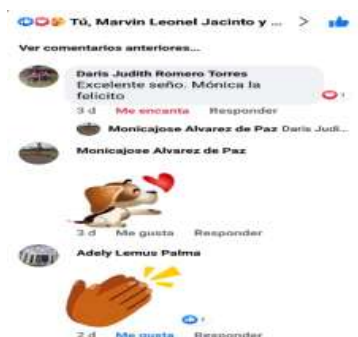 Tú, Marvin Leonel Jacinto y ...
Ver comentarios anteriores...
Daris Judith Romero Torres
Excelente seño. Mónica la
felicito
3 d Me encanta Responder
Monicajose Alvarez de Paz Daris Judi...
Monicajose Alvarez de Paz
3 d Me gusta Responder
Adely Lemus Palma
2 d Me gusta Responder